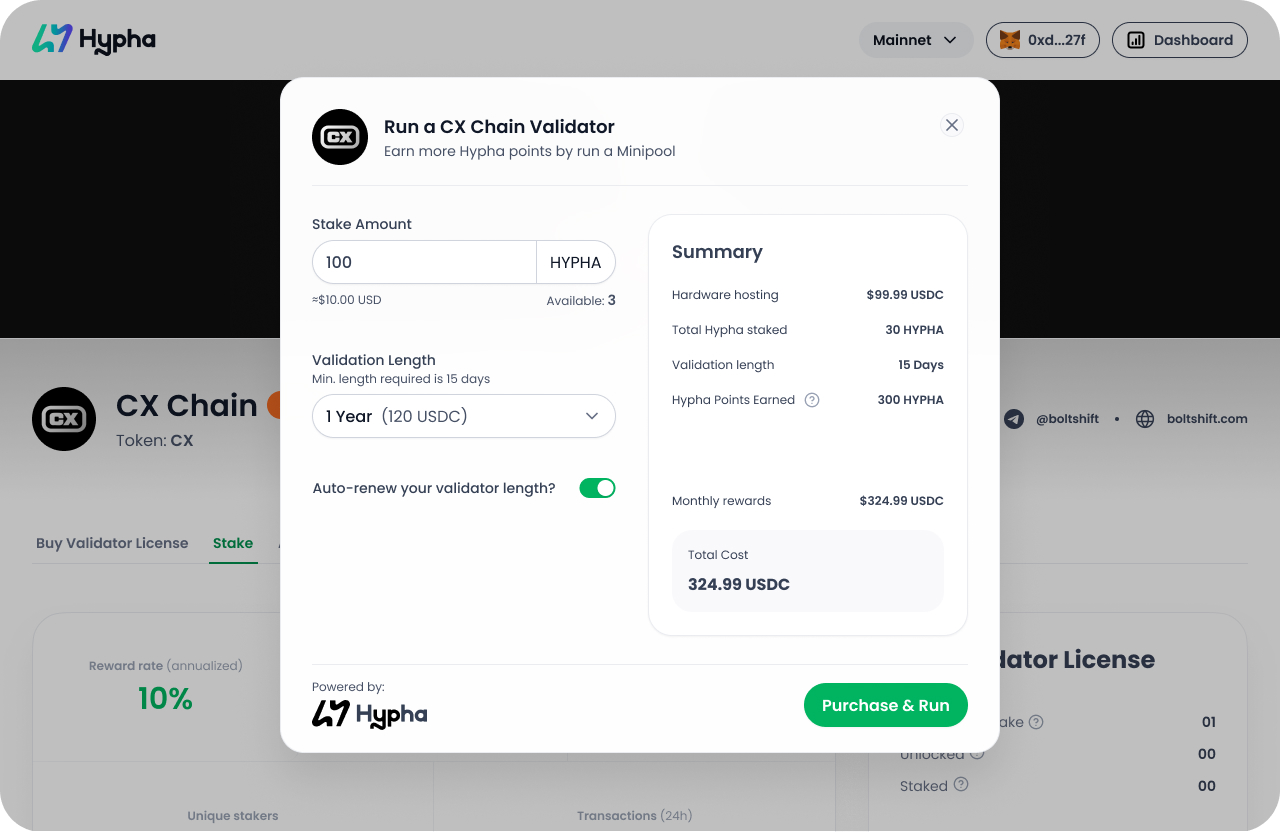 Hypha
Mainnet
0xd...27f
Dashboard
CX
Run a CX Chain Validator
Earn more Hypha points by run a Minipool
Stake Amount
100 HYPHA
≈$10.00 USD Available: 3
Validation Length
Min. length required is 15 days
1 Year (120 USDC)
Auto-renew your validator length?
Summary
Hardware hosting $99.99 USDC
Total Hypha staked 30 HYPHA
Validation length 15 Days
Hypha Points Earned ? 300 HYPHA
Monthly rewards $324.99 USDC
Total Cost
324.99 USDC
Powered by:
Hypha
Purchase & Run
CX
CX Chain
Token: CX
@boltshift • boltshift.com
Buy Validator License Stake
Reward rate (annualized)
10%
Unique stakers
Transactions (24h)
License
? 01
Unlocked ? 00
Staked ? 00